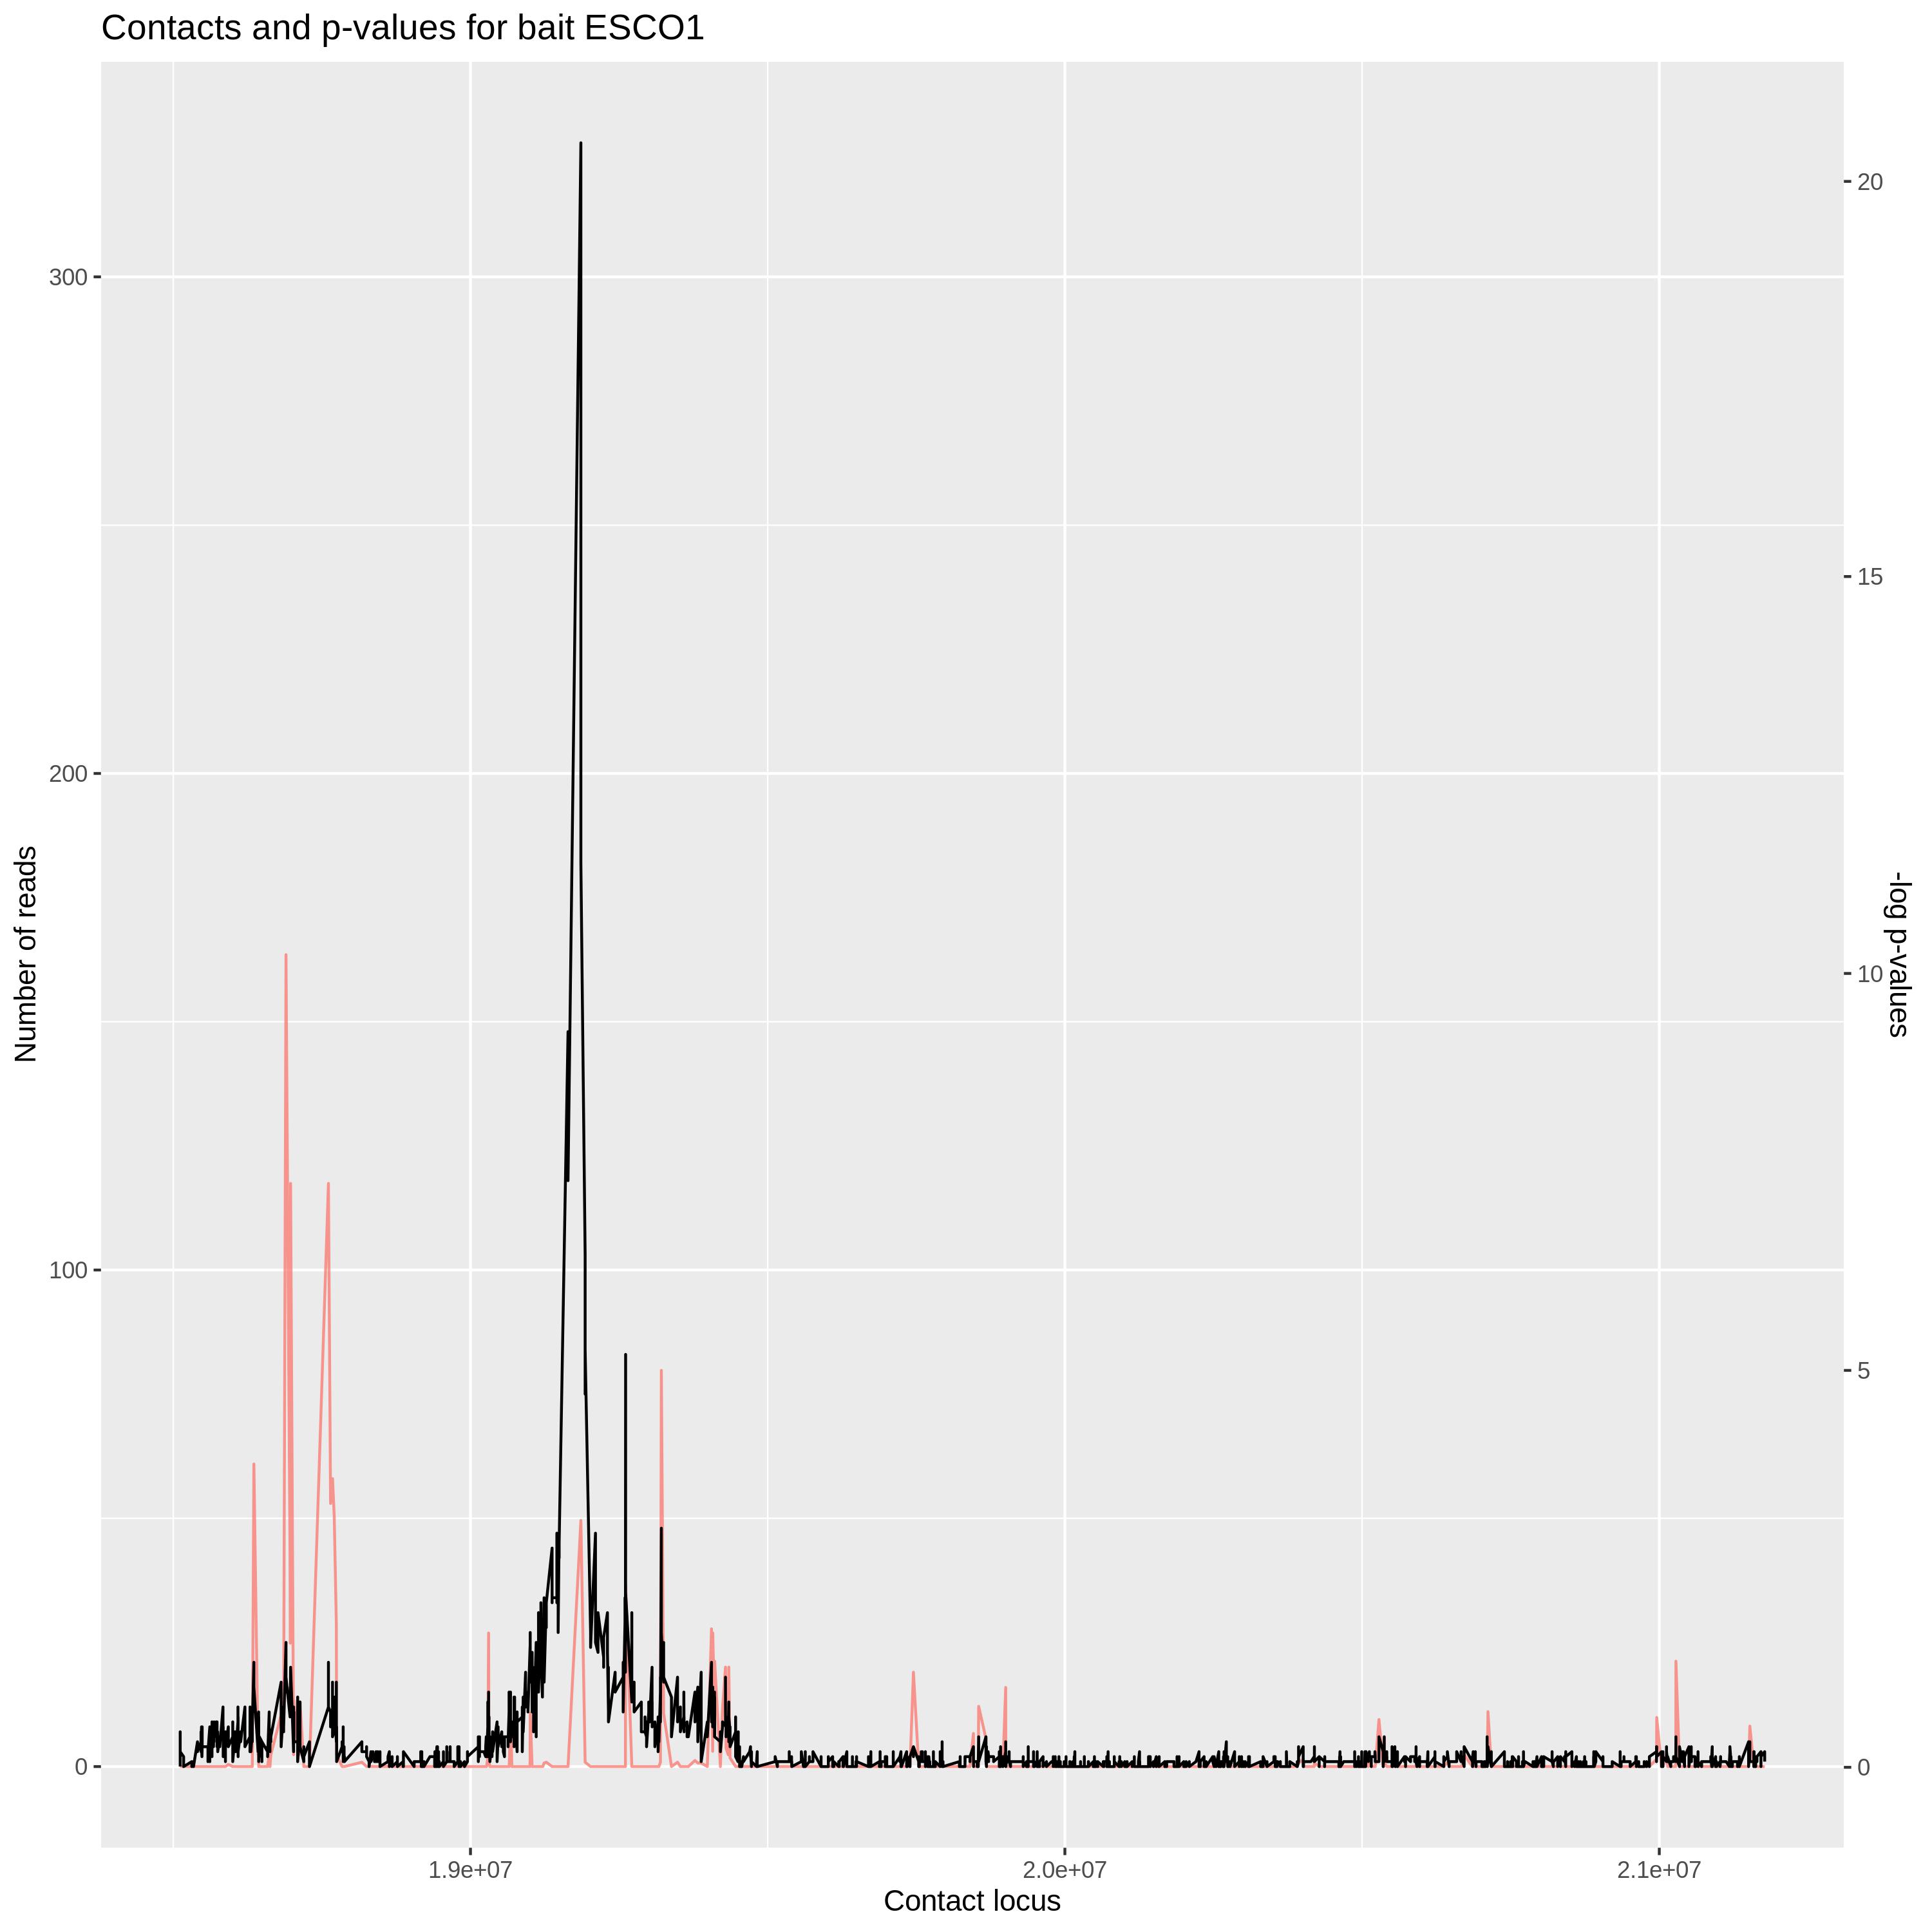 Contacts and p-values for bait ESCO1
Number of reads
300
200
100
0
20
15
10
5
0
-log p-values
1.9e+07
2.0e+07
2.1e+07
Contact locus